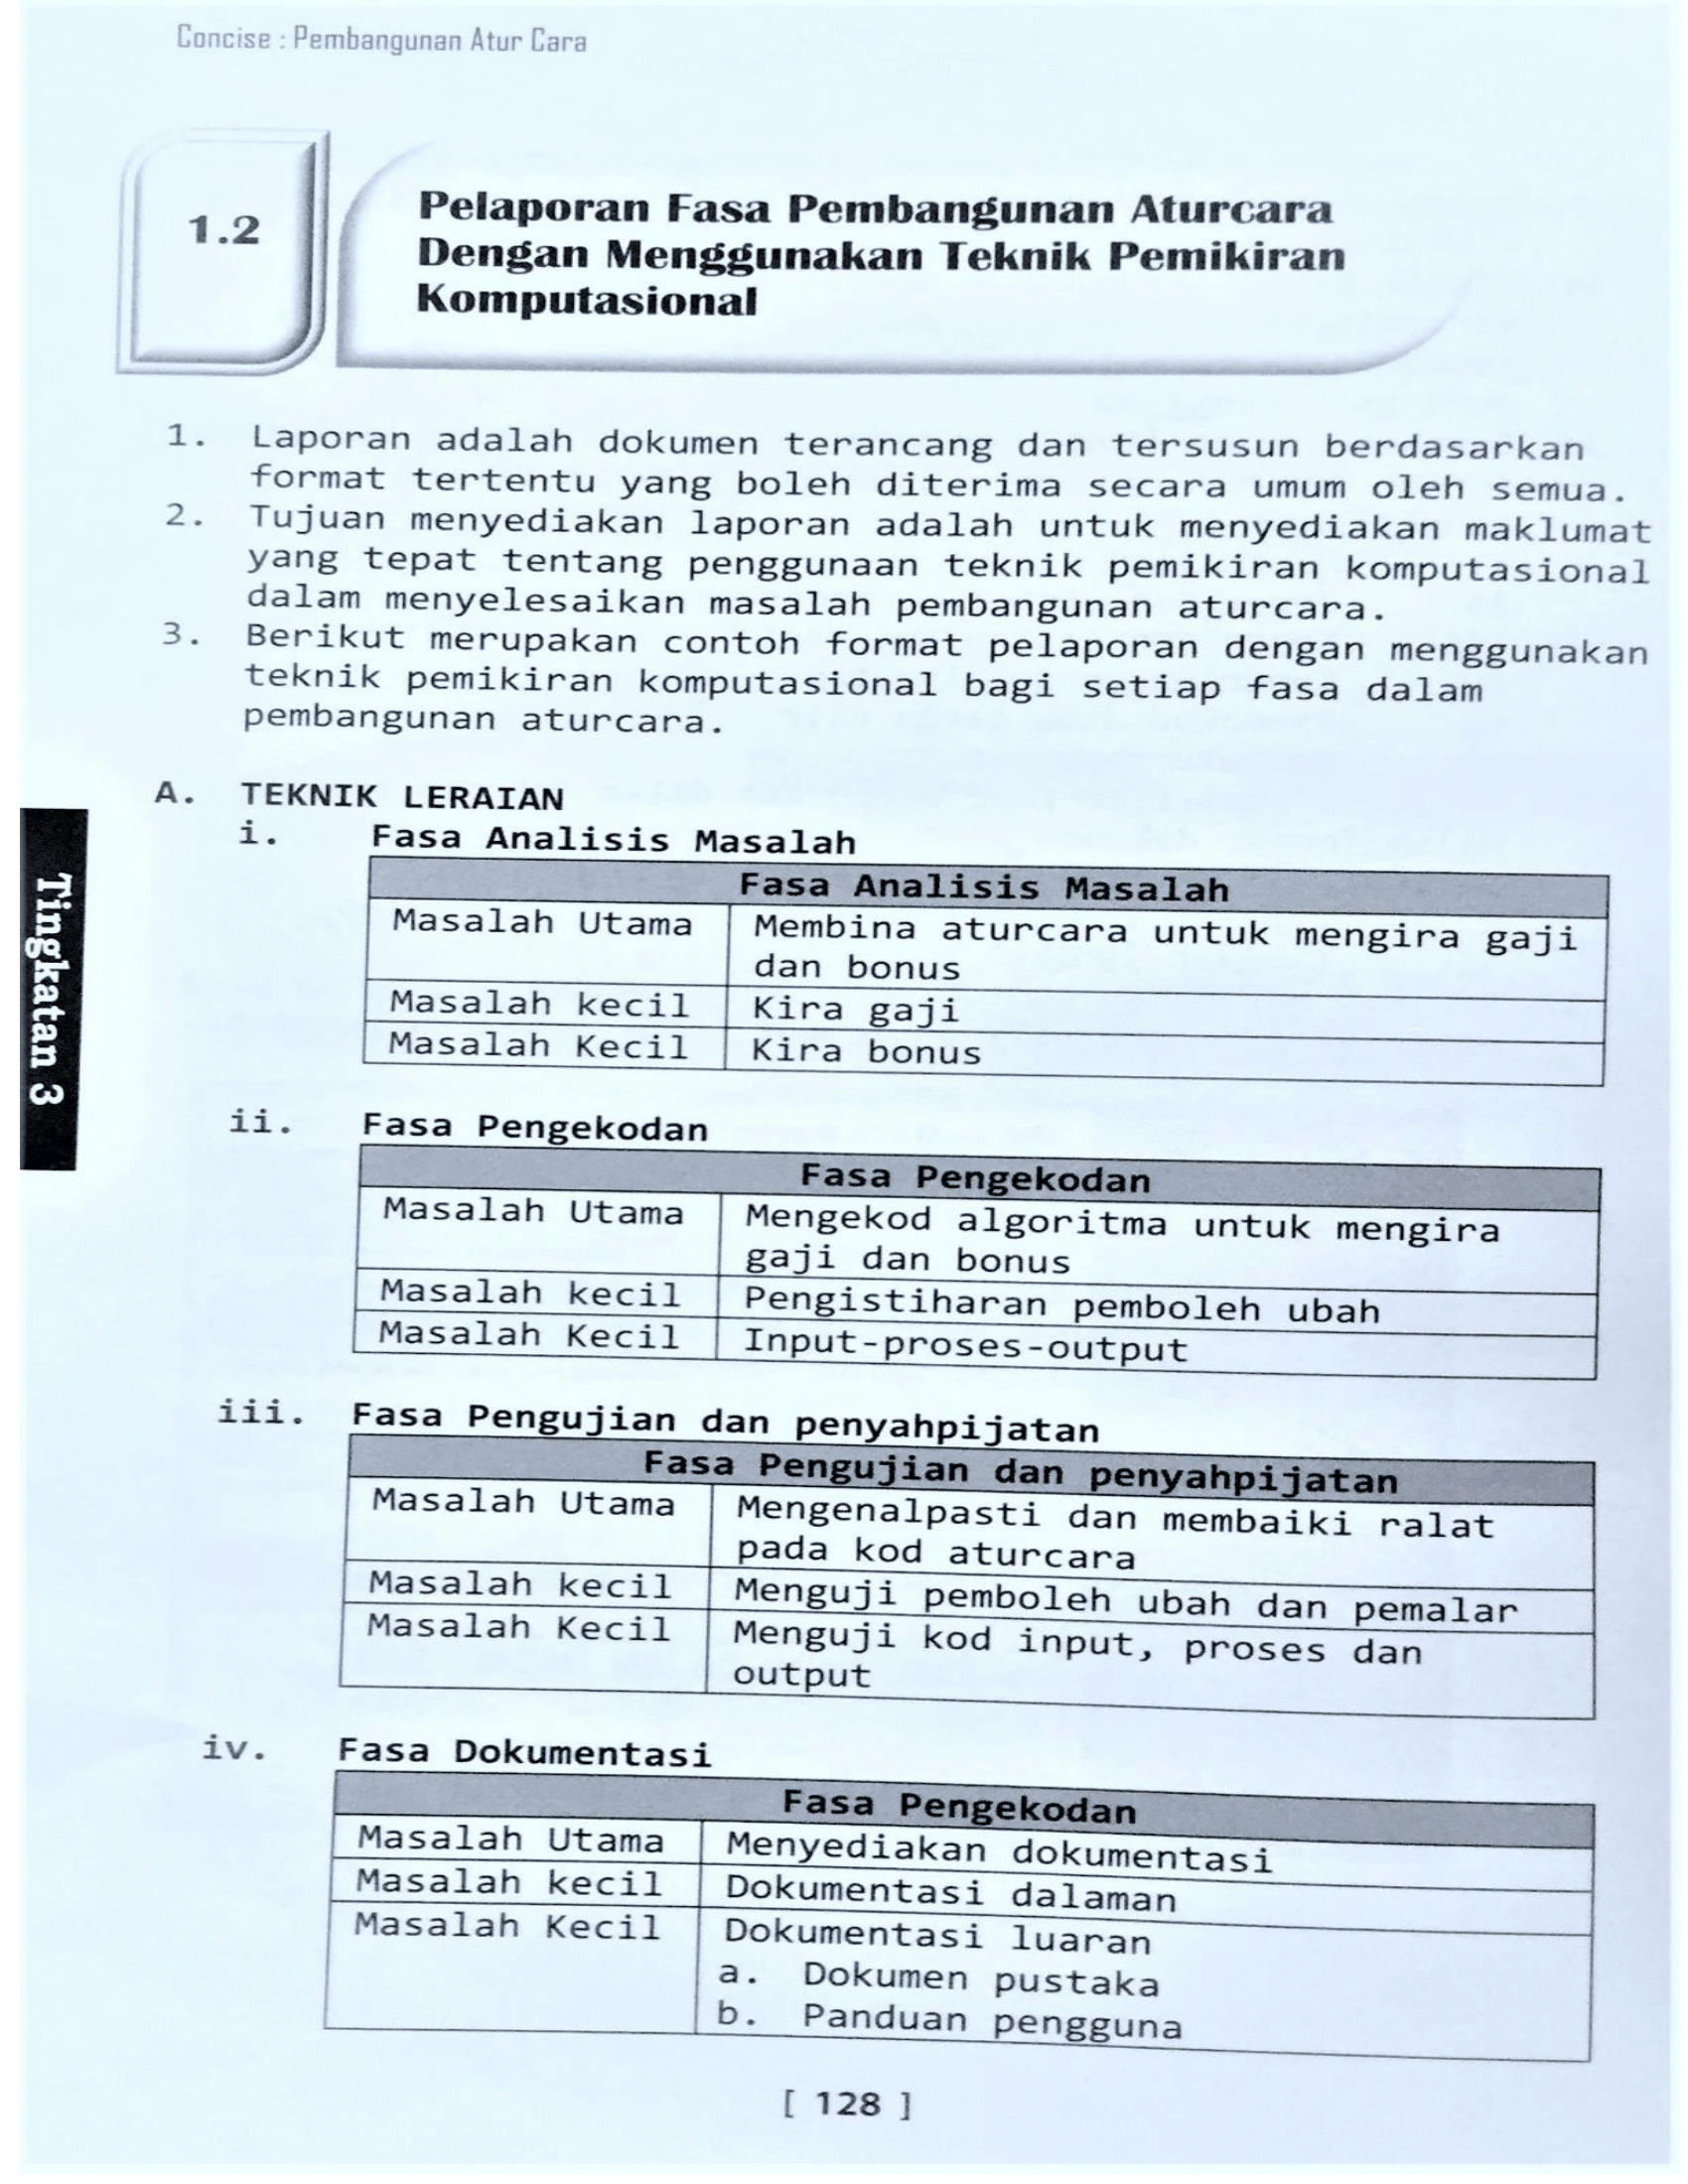 Concise : Pembangunan Atur Cara
1.2
Pelaporan Fasa Pembangunan Aturcara
Dengan Menggunakan Teknik Pemikiran
Komputasional
1. Laporan adalah dokumen terancang dan tersusun berdasarkan
format tertentu yang boleh diterima secara umum oleh semua.
2. Tujuan menyediakan laporan adalah untuk menyediakan maklumat
yang tepat tentang penggunaan teknik pemikiran komputasional
dalam menyelesaikan masalah pembangunan aturcara.
3. Berikut merupakan contoh format pelaporan dengan menggunakan
teknik pemikiran komputasional bagi setiap fasa dalam
pembangunan aturcara.
A. TEKNIK LERAIAN
i. Fasa Analisis Masalah
Fasa Analisis Masalah
Masalah Utama Membina aturcara untuk mengira gaji
dan bonus
Masalah kecil Kira gaji
Masalah Kecil Kira bonus
Tingkatan 3
ii. Fasa Pengekodan
Fasa Pengekodan
Masalah Utama Mengekod algoritma untuk mengira
gaji dan bonus
Masalah kecil Pengistiharan pemboleh ubah
Masalah Kecil Input-proses-output
iii. Fasa Pengujian dan penyahpijatan
Fasa Pengujian dan penyahpijatan
Masalah Utama Mengenalpasti dan membaiki ralat
pada kod aturcara
Masalah kecil Menguji pemboleh ubah dan pemalar
Masalah Kecil Menguji kod input, proses dan
output
iv. Fasa Dokumentasi
Fasa Pengekodan
Masalah Utama Menyediakan dokumentasi
Masalah kecil Dokumentasi dalaman
Masalah Kecil Dokumentasi luaran
a. Dokumen pustaka
b. Panduan pengguna
[ 128 ]